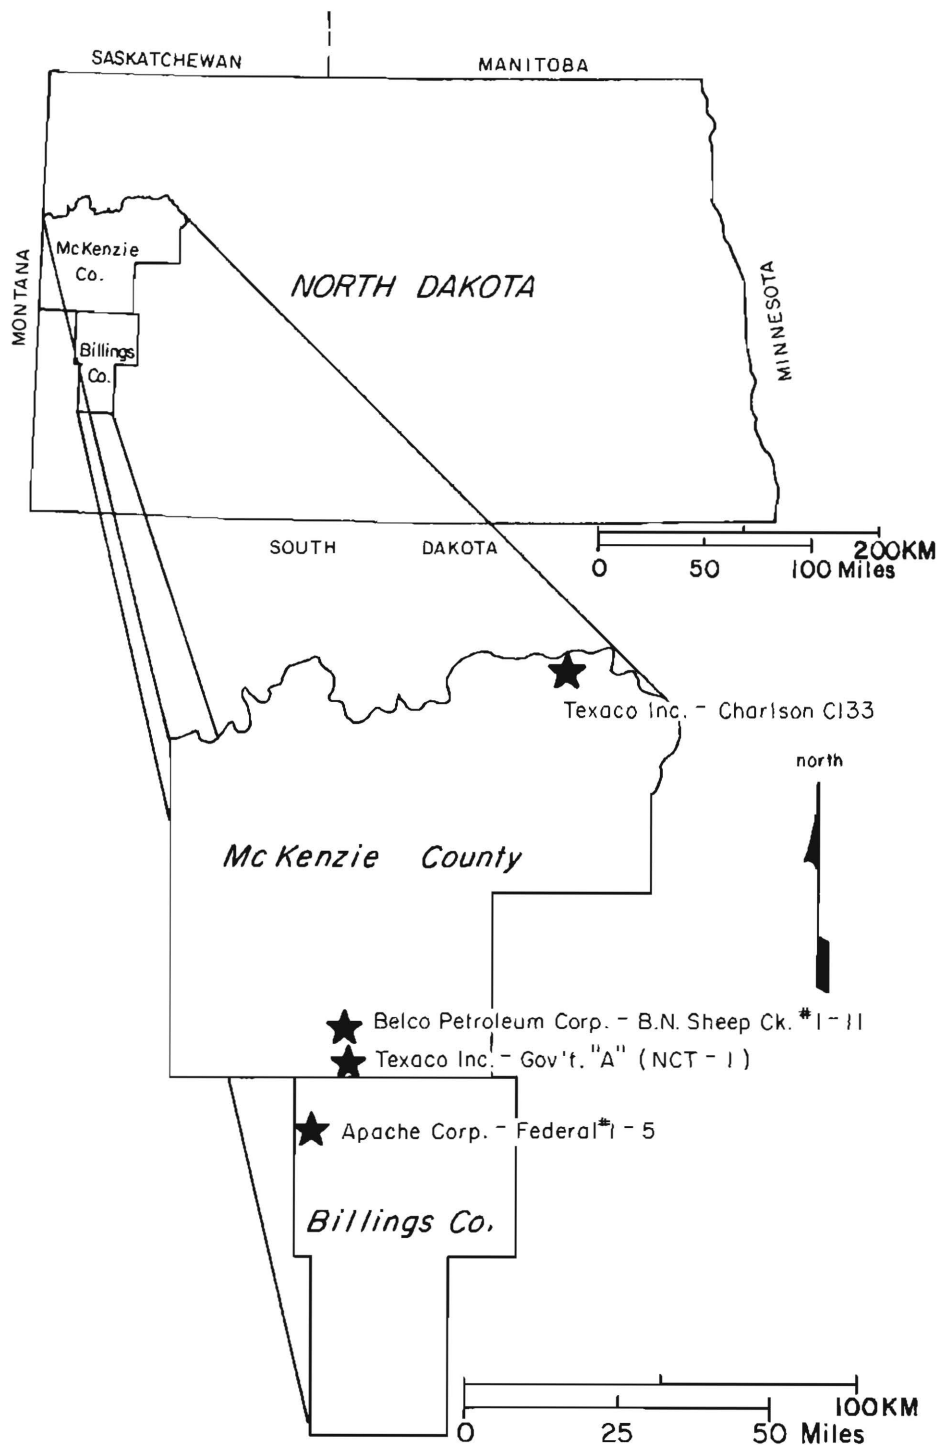 SASKATCHEWAN
MANITOBA
McKenzie
Co.
NORTH DAKOTA
MONTANA
MINNESOTA
Billings
Co.
SOUTH DAKOTA
200KM
0 50 100 Miles
Texaco Inc. - Charlson C133
north
McKenzie County
Belco Petroleum Corp. - B.N. Sheep Ck. #1-11
Texaco Inc. - Gov't. "A" (NCT - 1)
Apache Corp. - Federal #1 - 5
Billings Co.
100KM
0 25 50 Miles